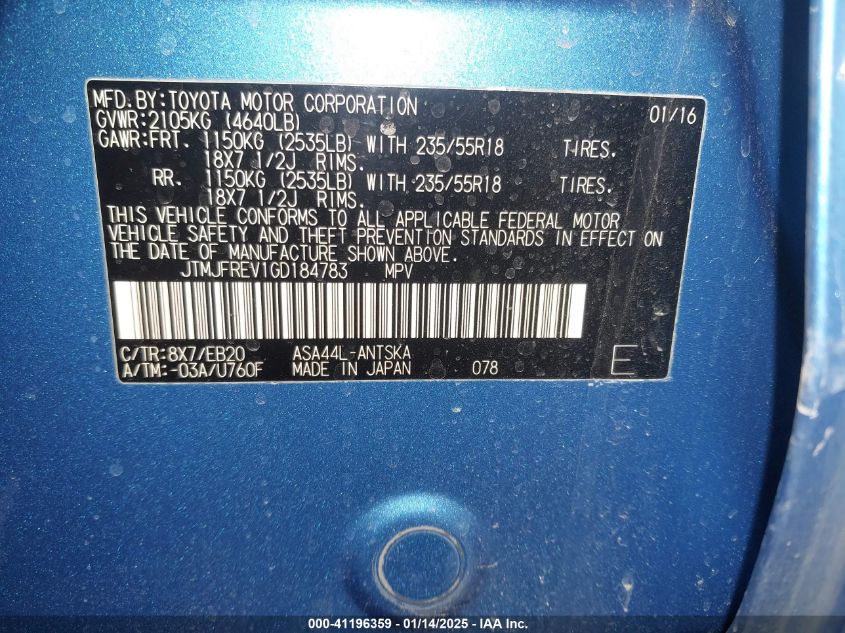 MFD. BY: TOYOTA MOTOR CORPORATION 01/16
GVWR: 2105KG (4640LB)
GAWR: FRT. 1150KG (2535LB) WITH 235/55R18 TIRES.
18X7 1/2J RIMS.
RR. 1150KG (2535LB) WITH 235/55R18 TIRES.
18X7 1/2J RIMS.
THIS VEHICLE CONFORMS TO ALL APPLICABLE FEDERAL MOTOR
VEHICLE SAFETY AND THEFT PREVENTION STANDARDS IN EFFECT ON
THE DATE OF MANUFACTURE SHOWN ABOVE.
JTMJFREV1GD184783 MPV
C/TR: 8X7/EB20 ASA44L-ANTSKA
A/TM: -03A/U760F MADE IN JAPAN 078 E
000-41196359 - 01/14/2025 - IAA Inc.